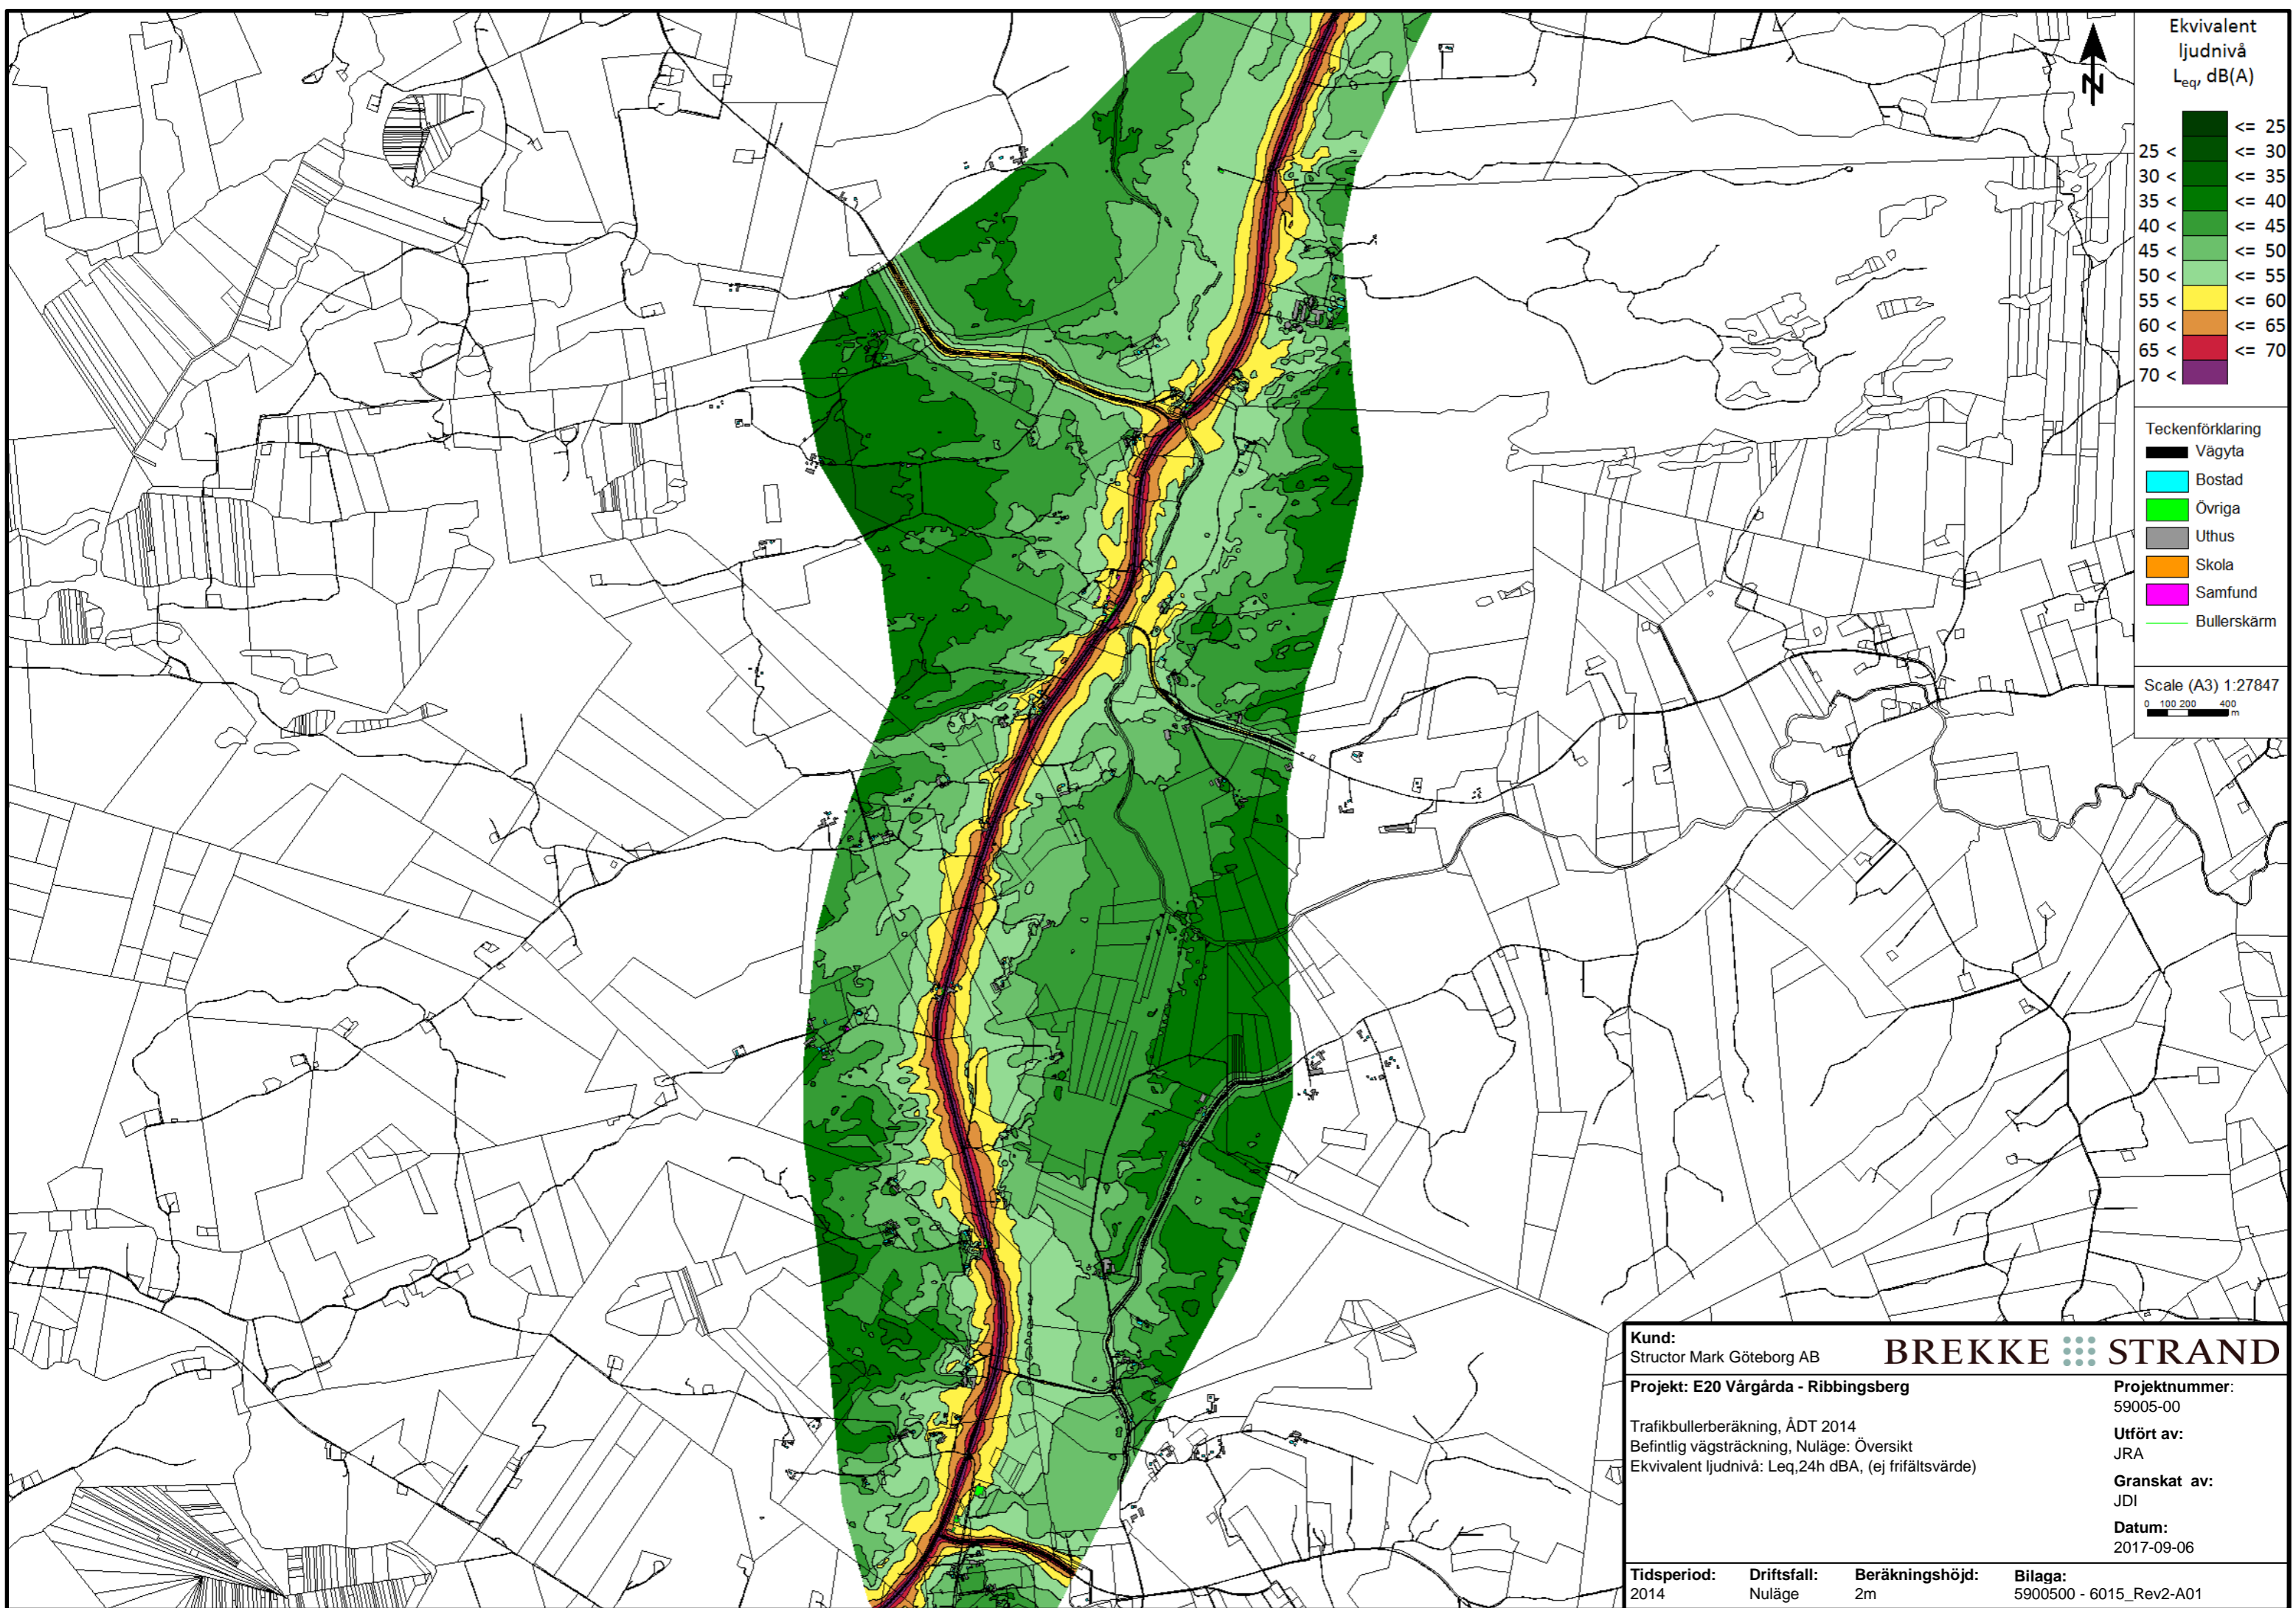 N
Ekvivalent
ljudnivå
Leq, dB(A)
<= 25
25 < <= 30
30 < <= 35
35 < <= 40
40 < <= 45
45 < <= 50
50 < <= 55
55 < <= 60
60 < <= 65
65 < <= 70
70 <
Teckenförklaring
Vägyta
Bostad
Övriga
Uthus
Skola
Samfund
Bullerskärm
Scale (A3) 1:27847
0 100 200 400
m
Kund:
Structor Mark Göteborg AB
BREKKE STRAND
Projekt: E20 Vårgårda - Ribbingsberg
Trafikbullerberäkning, ÅDT 2014
Befintlig vägsträckning, Nuläge: Översikt
Ekvivalent ljudnivå: Leq,24h dBA, (ej frifältsvärde)
Projektnummer:
59005-00
Utfört av:
JRA
Granskat av:
JDI
Datum:
2017-09-06
Tidsperiod: Driftsfall: Beräkningshöjd: Bilaga:
2014 Nuläge 2m 5900500 - 6015_Rev2-A01